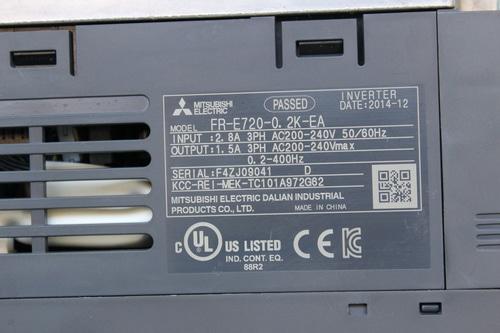 MITSUBISHI ELECTRIC
PASSED
INVERTER
DATE:2014-12
MODEL FR-E720-0.2K-EA
INPUT :2.8A 3PH AC200-240V 50/60Hz
OUTPUT:1.5A 3PH AC200-240Vmax
0.2-400Hz
SERIAL:F4ZJ09041 D
KCC-REI-MEK-TC101A972G62
MITSUBISHI ELECTRIC DALIAN INDUSTRIAL
PRODUCTS CO., LTD. MADE IN CHINA
C UL US LISTED CE
IND. CONT. EQ.
88R2